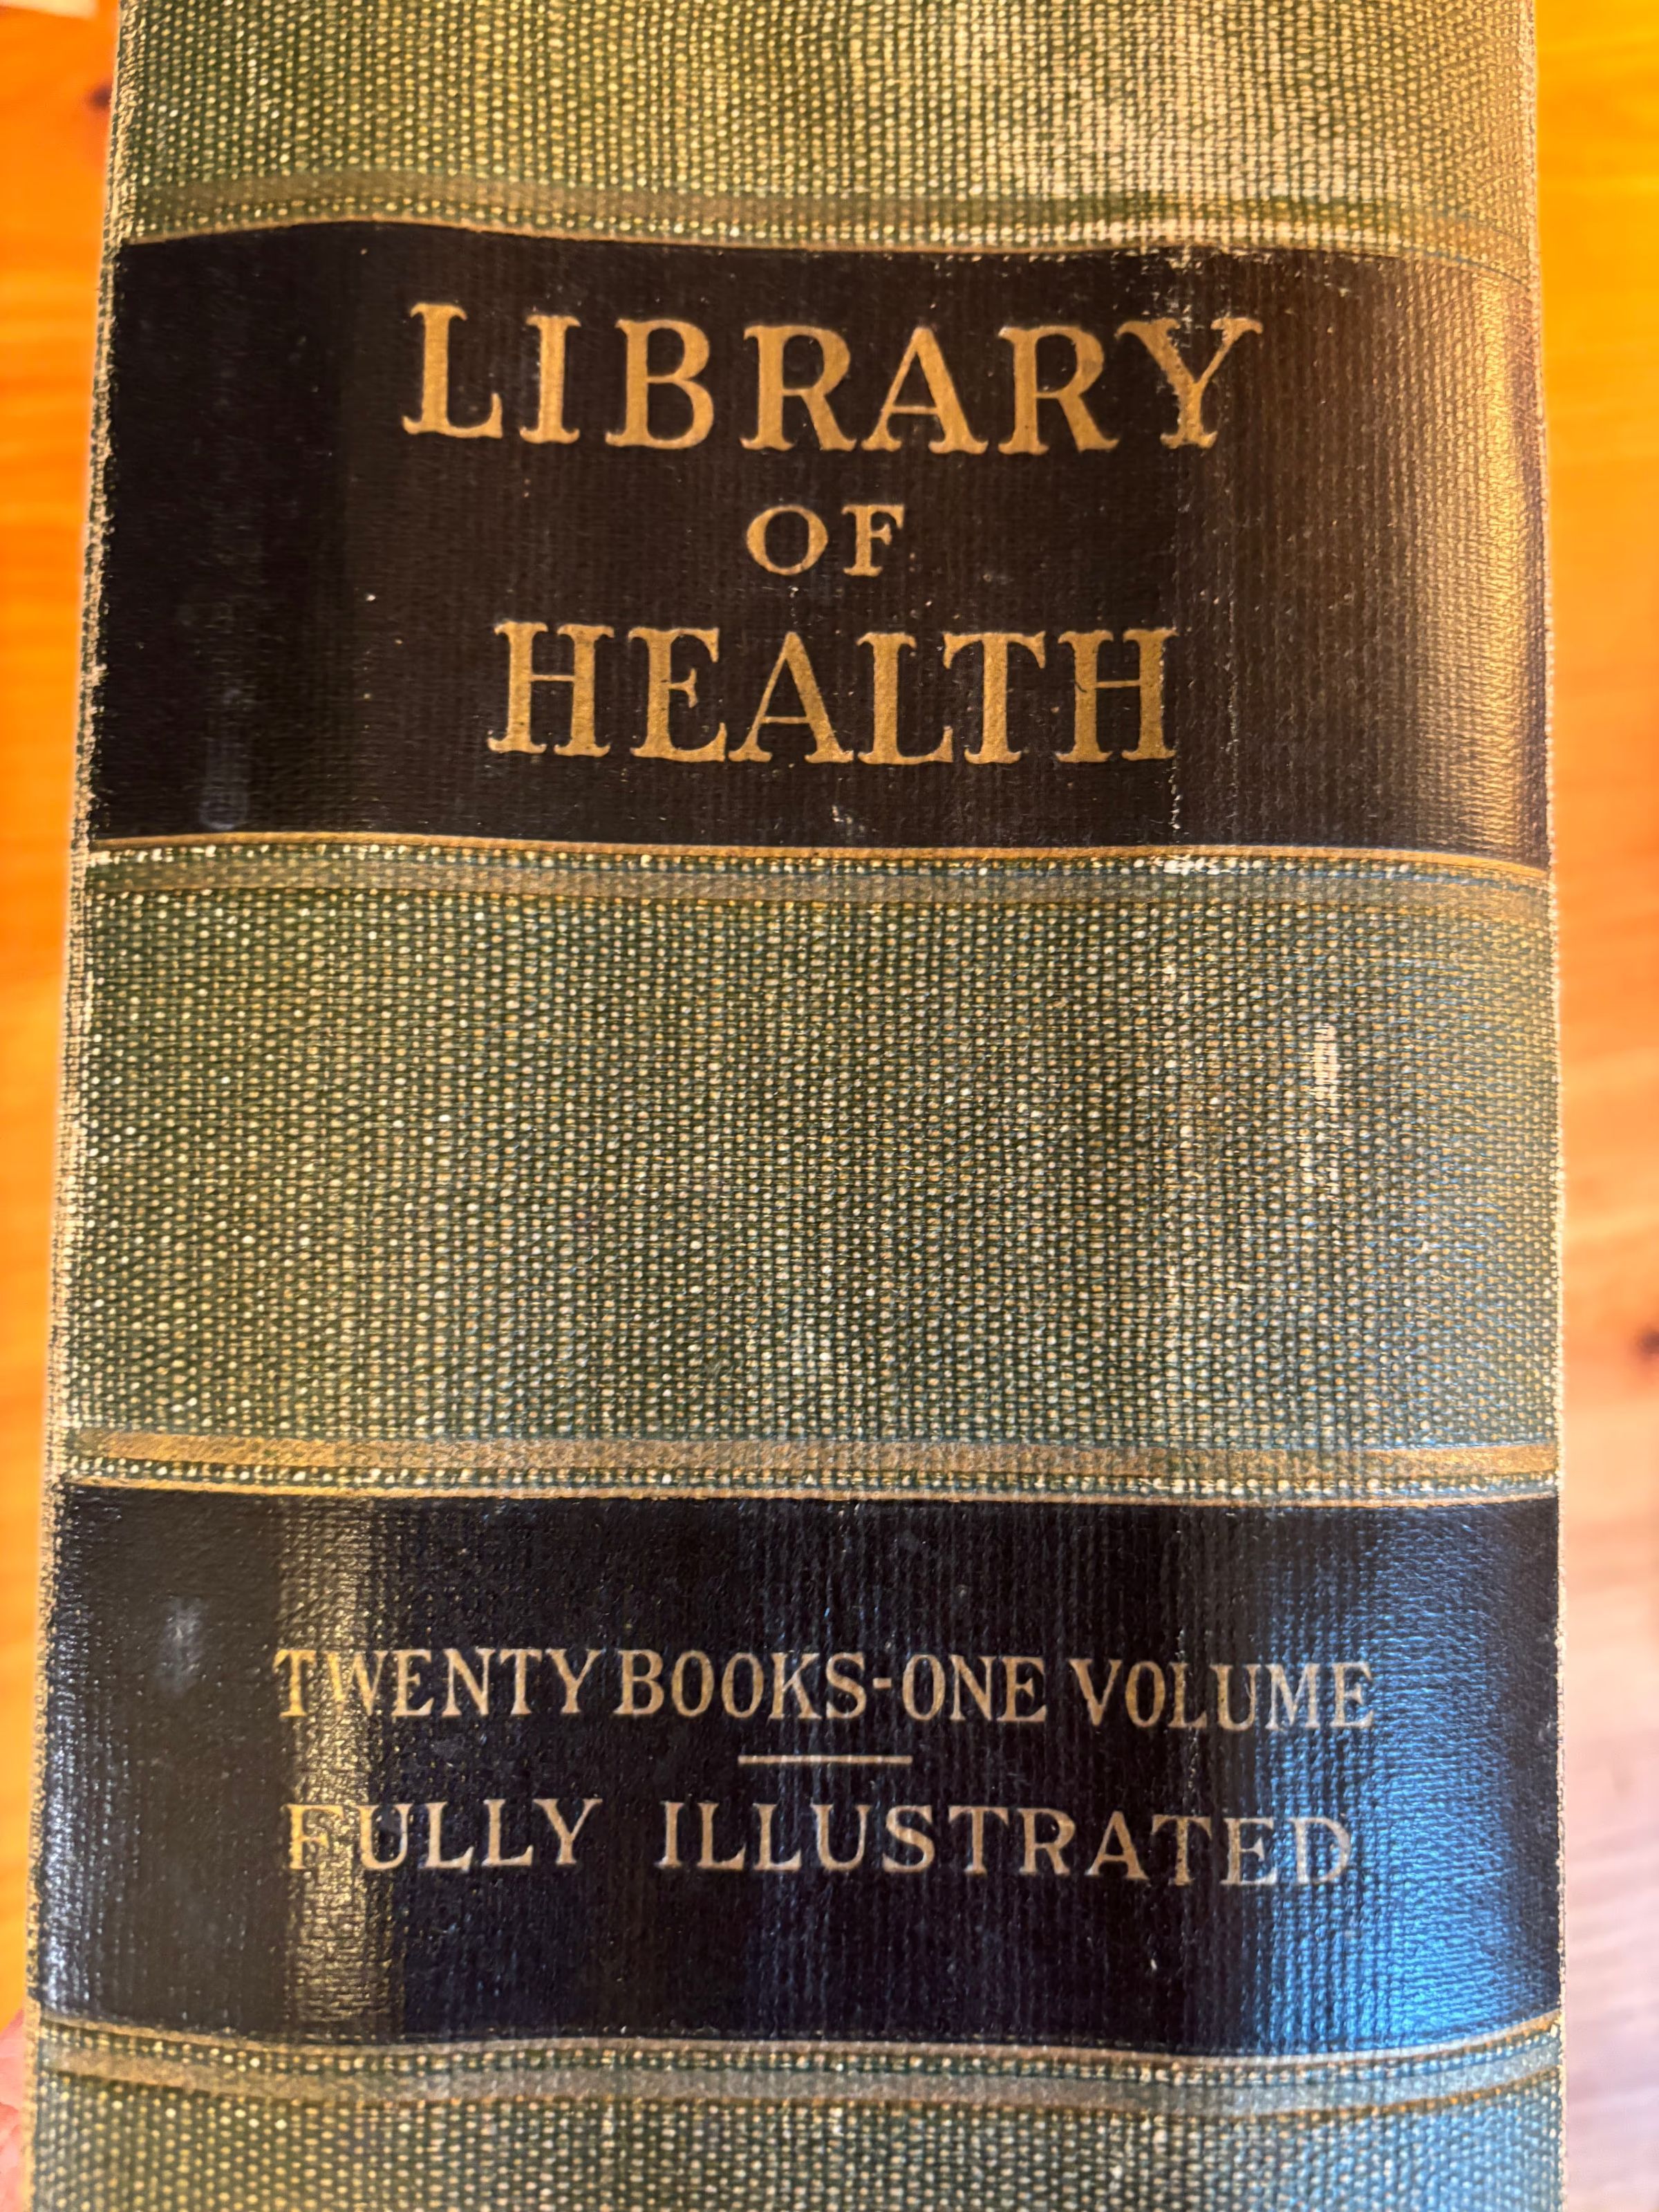 LIBRARY
OF
HEALTH
TWENTY BOOKS-ONE VOLUME
FULLY ILLUSTRATED